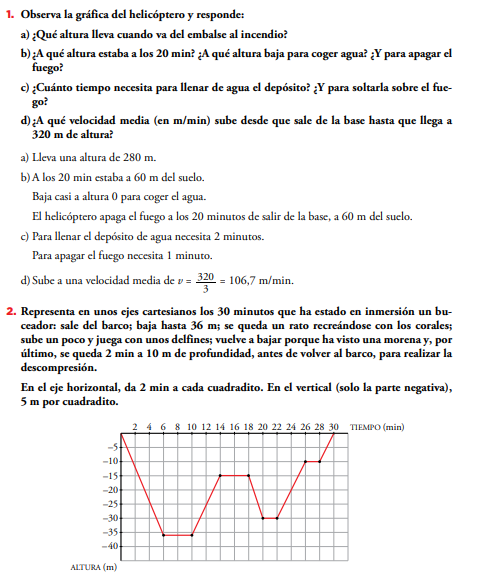 1. Observa la gráfica del helicóptero y responde:
a) ¿Qué altura lleva cuando va del embalse al incendio?
b) ¿A qué altura estaba a los 20 min? ¿A qué altura baja para coger agua? ¿Y para apagar el
fuego?
c) ¿Cuánto tiempo necesita para llenar de agua el depósito? ¿Y para soltarla sobre el fue-
go?
d) ¿A qué velocidad media (en m/min) sube desde que sale de la base hasta que llega a
320 m de altura?
a) Lleva una altura de 280 m.
b) A los 20 min estaba a 60 m del suelo.
Baja casi a altura 0 para coger el agua.
El helicóptero apaga el fuego a los 20 minutos de salir de la base, a 60 m del suelo.
c) Para llenar el depósito de agua necesita 2 minutos.
Para apagar el fuego necesita 1 minuto.
d) Sube a una velocidad media de v = 320/3 = 106,7 m/min.
2. Representa en unos ejes cartesianos los 30 minutos que ha estado en inmersión un bu-
ceador: sale del barco; baja hasta 36 m; se queda un rato recreándose con los corales;
sube un poco y juega con unos delfines; vuelve a bajar porque ha visto una morena y, por
último, se queda 2 min a 10 m de profundidad, antes de volver al barco, para realizar la
descompresión.
En el eje horizontal, da 2 min a cada cuadradito. En el vertical (solo la parte negativa),
5 m por cuadradito.
2 4 6 8 10 12 14 16 18 20 22 24 26 28 30 TIEMPO (min)
–5
–10
–15
–20
–25
–30
–35
–40
ALTURA (m)